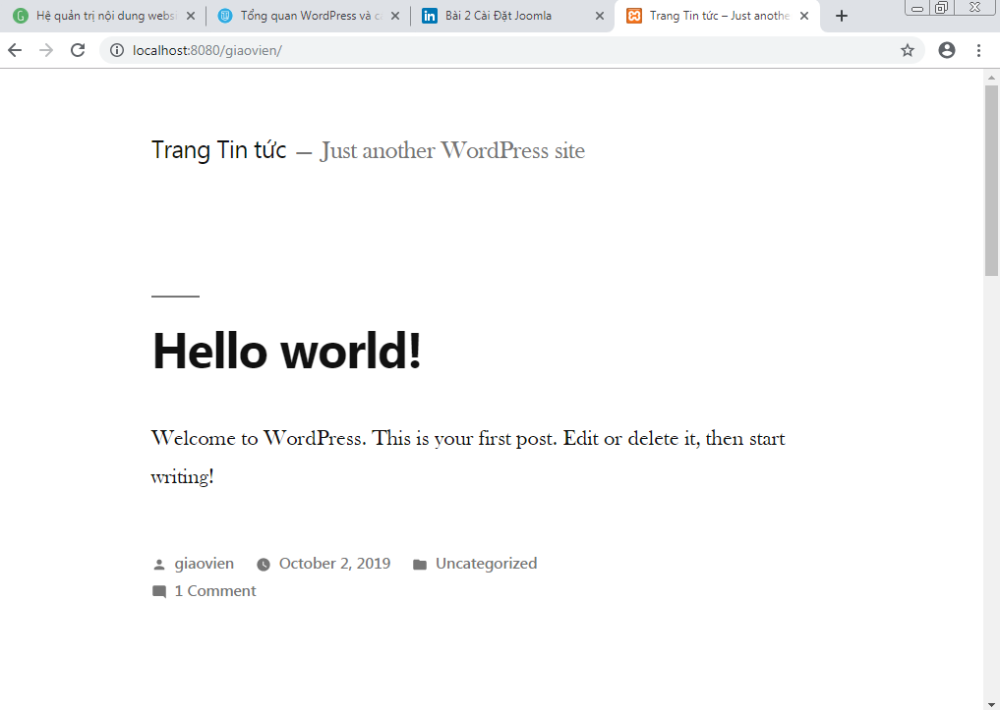 Hệ quản trị nội dung websi
Tổng quan WordPress và cá
Bài 2 Cài Đặt Joomla
Trang Tin tức – Just anothe
localhost:8080/giaovien/
Trang Tin tức — Just another WordPress site
Hello world!
Welcome to WordPress. This is your first post. Edit or delete it, then start
writing!
giaovien October 2, 2019 Uncategorized
1 Comment